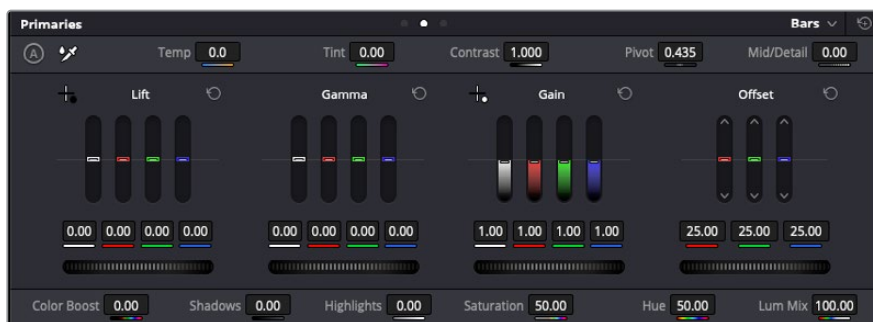 Primaries Bars
A Temp 0.0 Tint 0.00 Contrast 1.000 Pivot 0.435 Mid/Detail 0.00
Lift Gamma Gain Offset
0.00 0.00 0.00 0.00 0.00 0.00 0.00 0.00 1.00 1.00 1.00 1.00 25.00 25.00 25.00
Color Boost 0.00 Shadows 0.00 Highlights 0.00 Saturation 50.00 Hue 50.00 Lum Mix 100.00